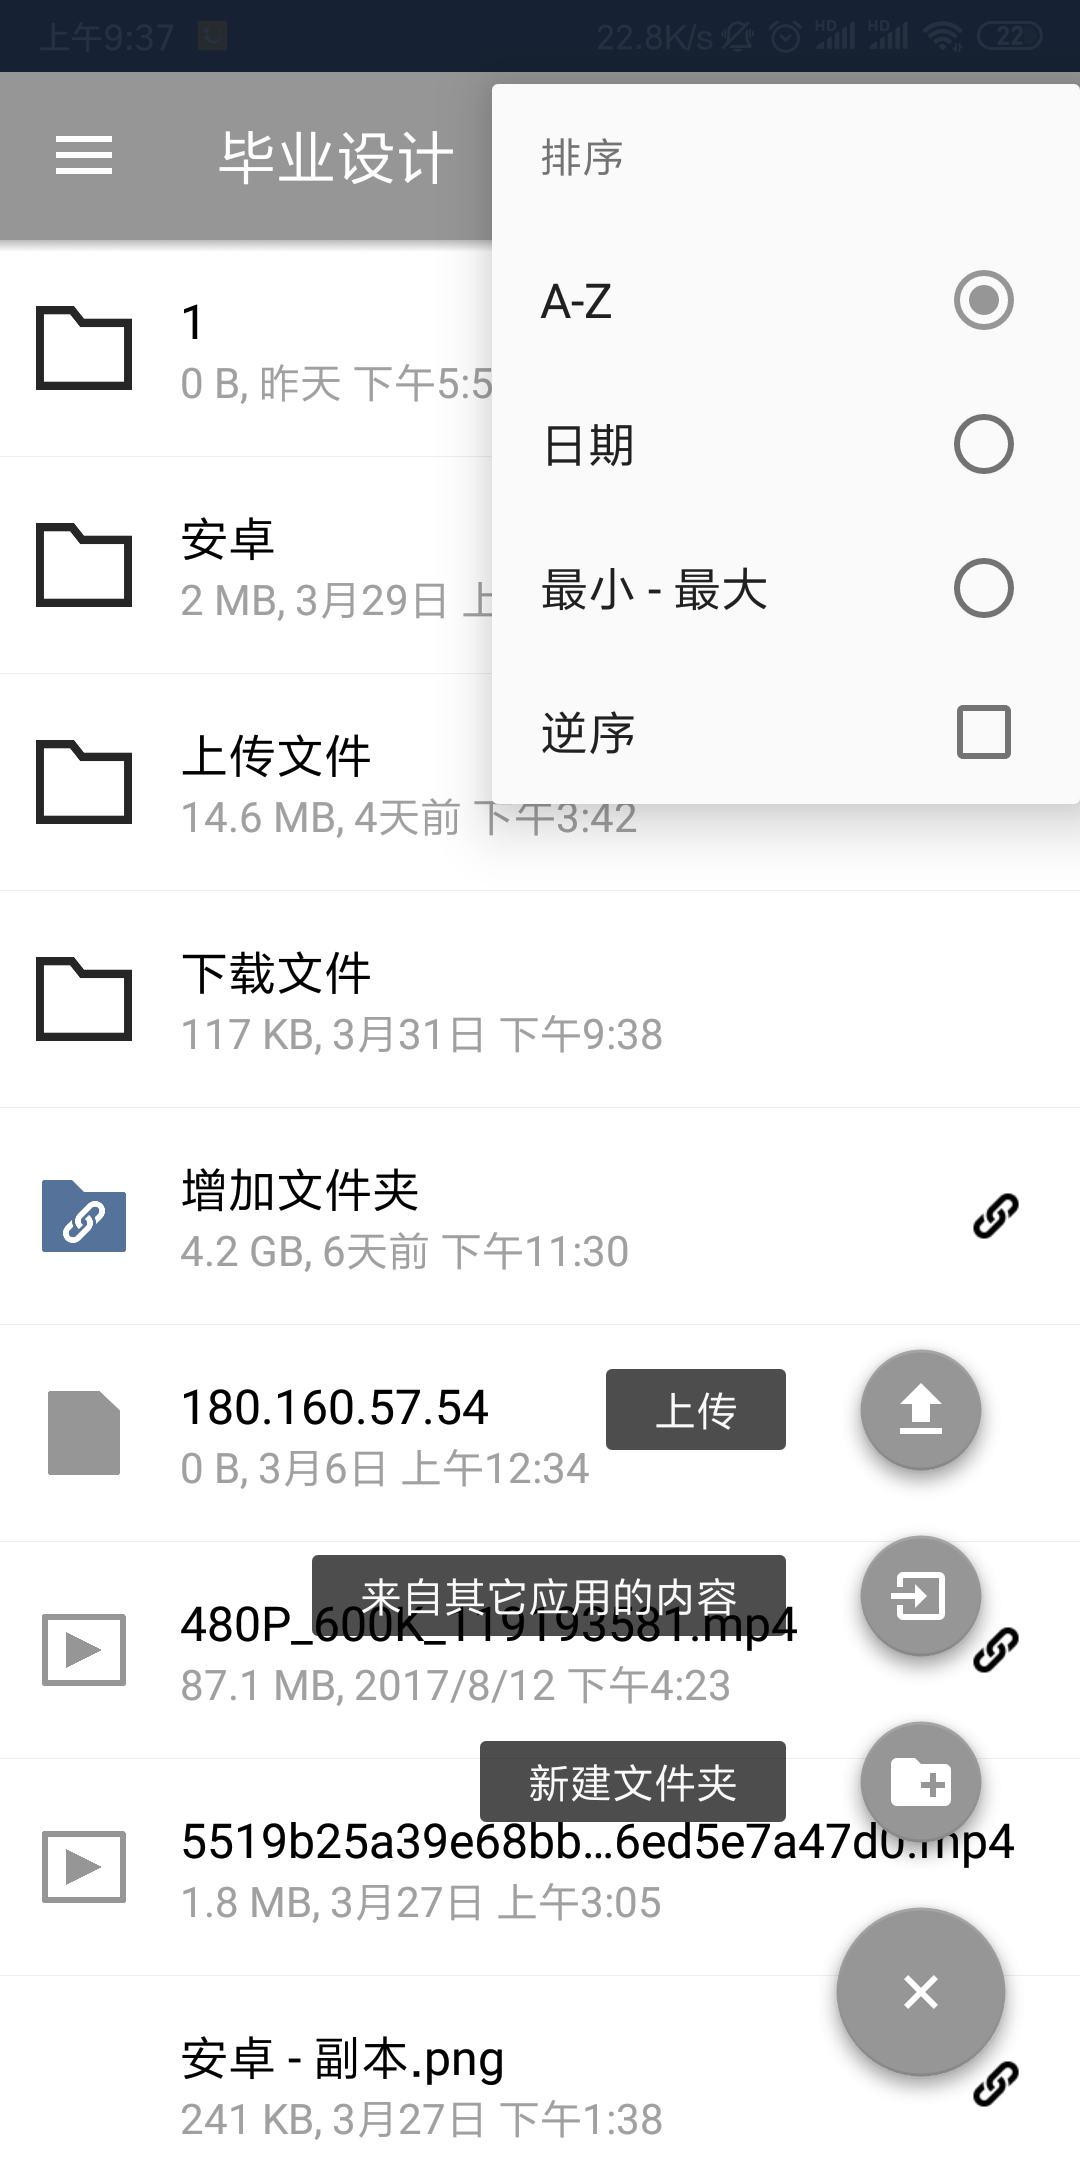 上午9:37 22.8K/s HD HD 22
毕业设计
排序
A-Z
日期
最小 - 最大
逆序
1
0 B, 昨天 下午5:5
安卓
2 MB, 3月29日 上
上传文件
14.6 MB, 4天前 下午3:42
下载文件
117 KB, 3月31日 下午9:38
增加文件夹
4.2 GB, 6天前 下午11:30
180.160.57.54
0 B, 3月6日 上午12:34
上传
来自其它应用的内容
480P_600K_119193581.mp4
87.1 MB, 2017/8/12 下午4:23
新建文件夹
5519b25a39e68bb...6ed5e7a47d0.mp4
1.8 MB, 3月27日 上午3:05
安卓 - 副本.png
241 KB, 3月27日 下午1:38